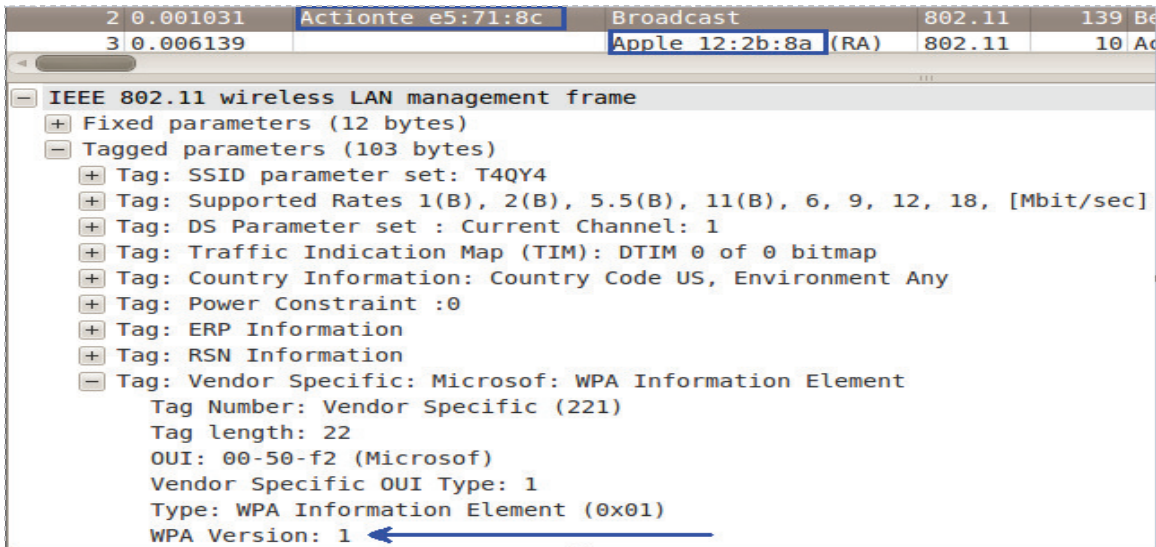 2 0.001031 Actionte e5:71:8c Broadcast 802.11 139 Be
3 0.006139 Apple 12:2b:8a (RA) 802.11 10 Ac
IEEE 802.11 wireless LAN management frame
Fixed parameters (12 bytes)
Tagged parameters (103 bytes)
Tag: SSID parameter set: T4QY4
Tag: Supported Rates 1(B), 2(B), 5.5(B), 11(B), 6, 9, 12, 18, [Mbit/sec]
Tag: DS Parameter set : Current Channel: 1
Tag: Traffic Indication Map (TIM): DTIM 0 of 0 bitmap
Tag: Country Information: Country Code US, Environment Any
Tag: Power Constraint :0
Tag: ERP Information
Tag: RSN Information
Tag: Vendor Specific: Microsof: WPA Information Element
Tag Number: Vendor Specific (221)
Tag length: 22
OUI: 00-50-f2 (Microsof)
Vendor Specific OUI Type: 1
Type: WPA Information Element (0x01)
WPA Version: 1